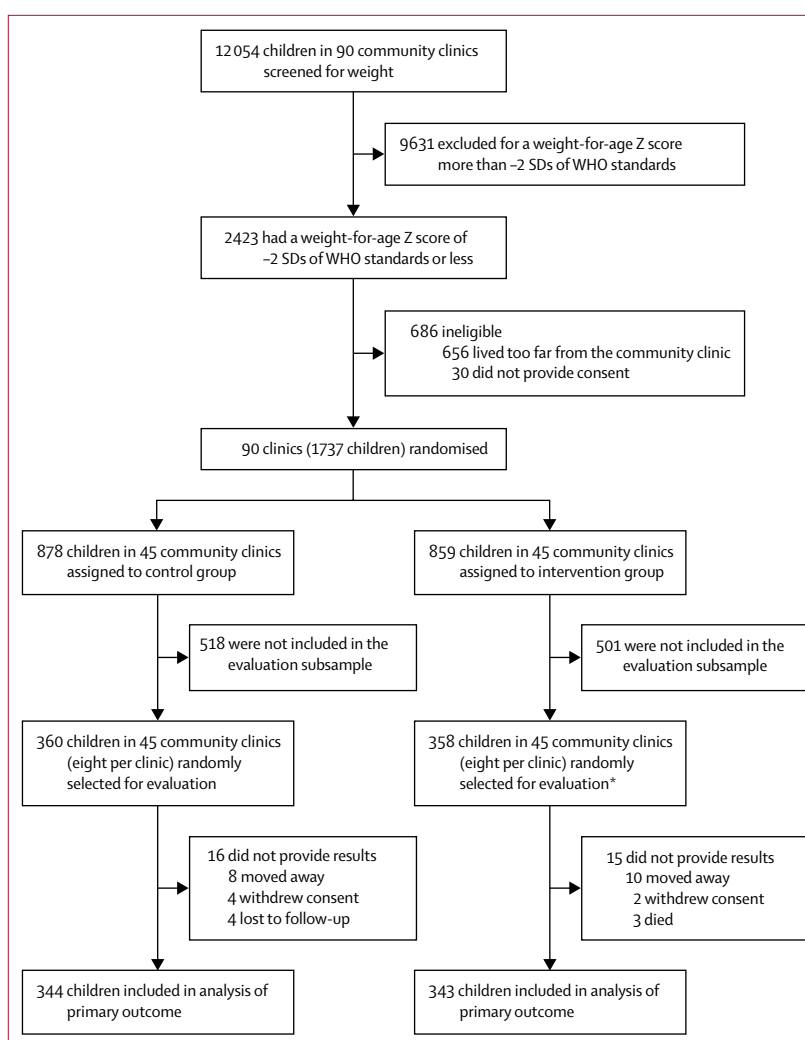 12 054 children in 90 community clinics
screened for weight
9631 excluded for a weight-for-age Z score
more than –2 SDs of WHO standards
2423 had a weight-for-age Z score of
–2 SDs of WHO standards or less
686 ineligible
656 lived too far from the community clinic
30 did not provide consent
90 clinics (1737 children) randomised
878 children in 45 community clinics
assigned to control group
859 children in 45 community clinics
assigned to intervention group
518 were not included in the
evaluation subsample
501 were not included in the
evaluation subsample
360 children in 45 community clinics
(eight per clinic) randomly
selected for evaluation
358 children in 45 community clinics
(eight per clinic) randomly
selected for evaluation*
16 did not provide results
8 moved away
4 withdrew consent
4 lost to follow-up
15 did not provide results
10 moved away
2 withdrew consent
3 died
344 children included in analysis of
primary outcome
343 children included in analysis of
primary outcome